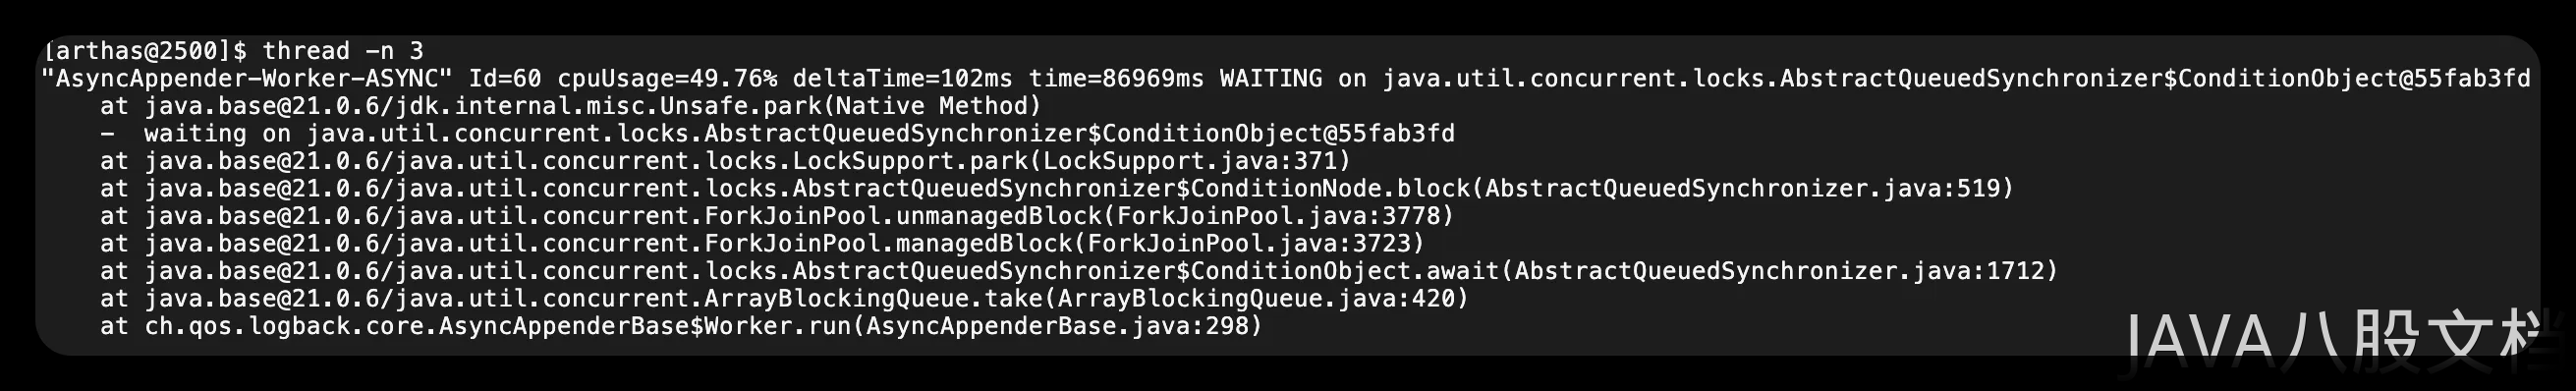 [arthas@2500]$ thread -n 3
"AsyncAppender-Worker-ASYNC" Id=60 cpuUsage=49.76% deltaTime=102ms time=86969ms WAITING on java.util.concurrent.locks.AbstractQueuedSynchronizer$ConditionObject@55fab3fd
at java.base@21.0.6/jdk.internal.misc.Unsafe.park(Native Method)
- waiting on java.util.concurrent.locks.AbstractQueuedSynchronizer$ConditionObject@55fab3fd
at java.base@21.0.6/java.util.concurrent.locks.LockSupport.park(LockSupport.java:371)
at java.base@21.0.6/java.util.concurrent.locks.AbstractQueuedSynchronizer$ConditionNode.block(AbstractQueuedSynchronizer.java:519)
at java.base@21.0.6/java.util.concurrent.ForkJoinPool.unmanagedBlock(ForkJoinPool.java:3778)
at java.base@21.0.6/java.util.concurrent.ForkJoinPool.managedBlock(ForkJoinPool.java:3723)
at java.base@21.0.6/java.util.concurrent.locks.AbstractQueuedSynchronizer$ConditionObject.await(AbstractQueuedSynchronizer.java:1712)
at java.base@21.0.6/java.util.concurrent.ArrayBlockingQueue.take(ArrayBlockingQueue.java:420)
at ch.qos.logback.core.AsyncAppenderBase$Worker.run(AsyncAppenderBase.java:298)
JAVA八股文档